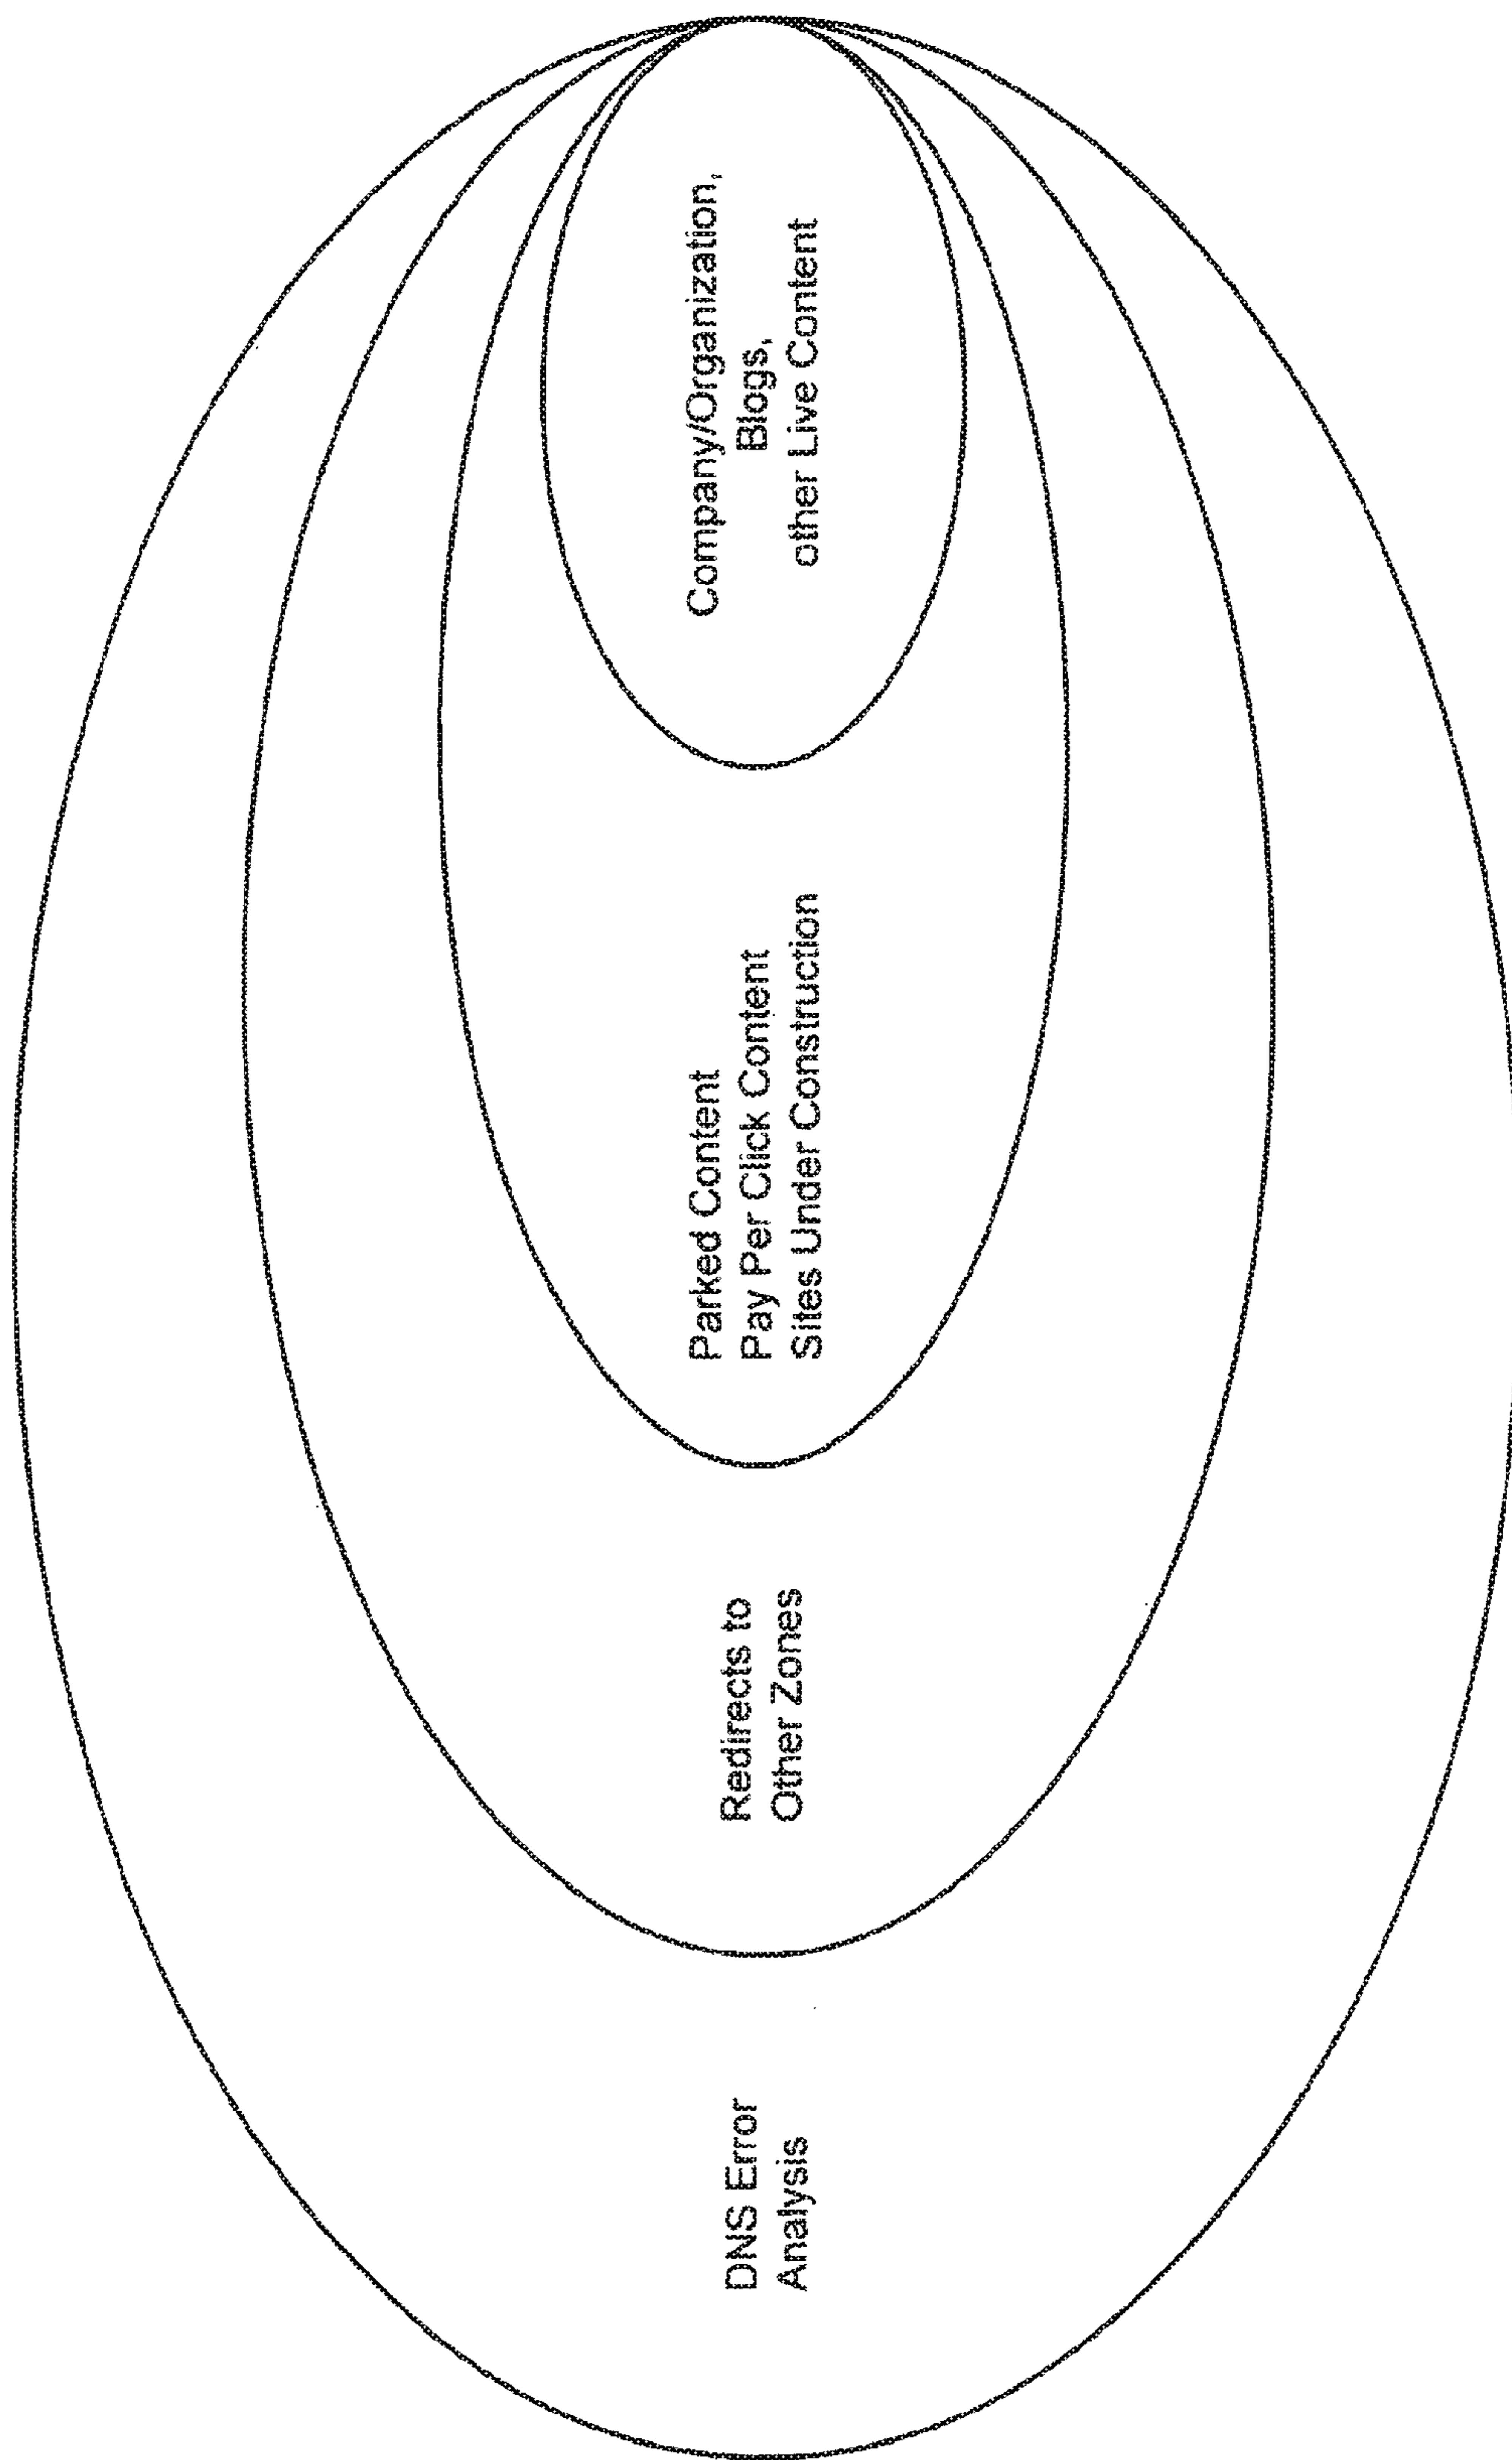 DNS Error
Analysis
Redirects to
Other Zones
Parked Content
Pay Per Click Content
Sites Under Construction
Company/Organization,
Blogs,
other Live Content